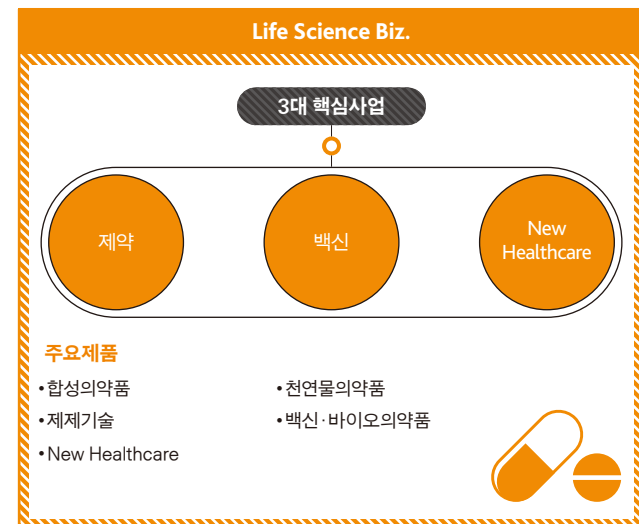 Life Science Biz.
3대 핵심사업
제약
백신
New
Healthcare
주요제품
•합성의약품
•제제기술
•New Healthcare
•천연물의약품
•백신·바이오의약품